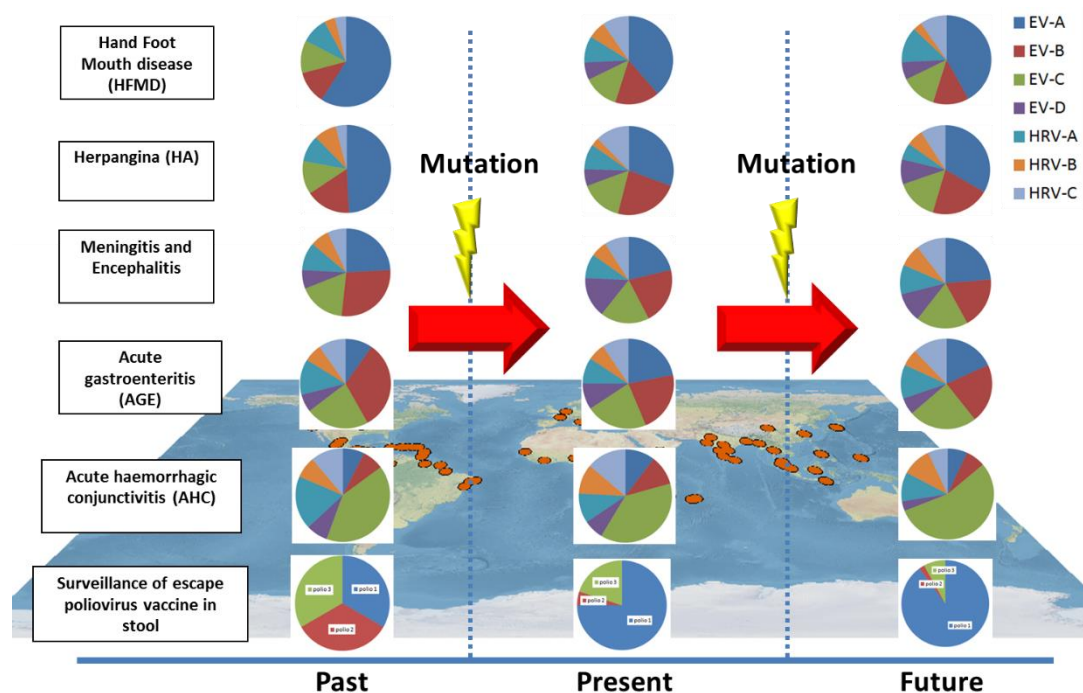 Hand Foot
Mouth disease
(HFMD)
EV-A
EV-B
EV-C
EV-D
HRV-A
HRV-B
HRV-C
Herpangina (HA)
Mutation
Mutation
Meningitis and
Encephalitis
Acute
gastroenteritis
(AGE)
Acute haemorrhagic
conjunctivitis (AHC)
Surveillance of escape
poliovirus vaccine in
stool
polio 3
polio 1
polio 2
polio 3
polio 2
polio 1
polio 3
polio 2
polio 1
Past
Present
Future